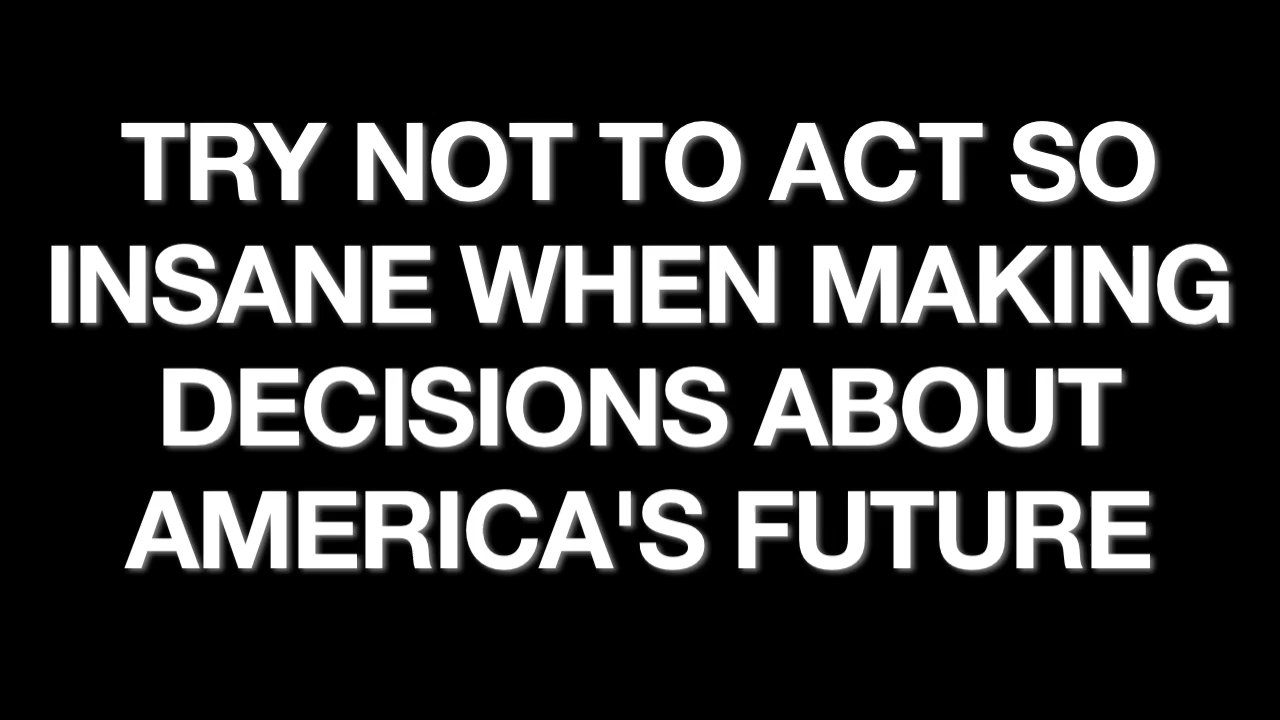 TRY NOT TO ACT SO
INSANE WHEN MAKING
DECISIONS ABOUT
AMERICA'S FUTURE